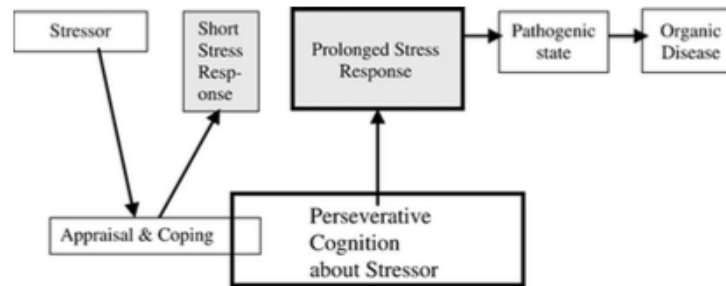 Stressor
Short
Stress
Resp-
onse
Prolonged Stress
Response
Pathogenic
state
Organic
Disease
Appraisal & Coping
Perseverative
Cognition
about Stressor